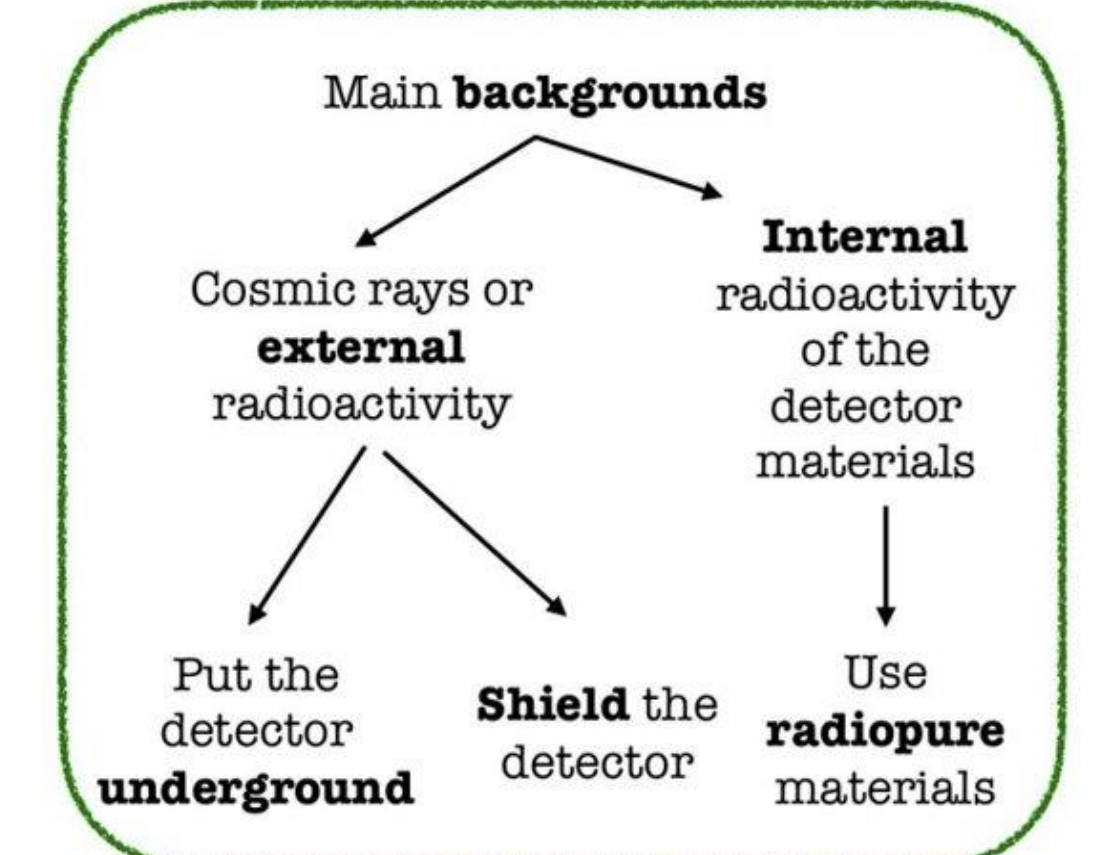 Main backgrounds
Cosmic rays or
external
radioactivity
Internal
radioactivity
of the
detector
materials
Put the
detector
underground
Shield the
detector
Use
radiopure
materials